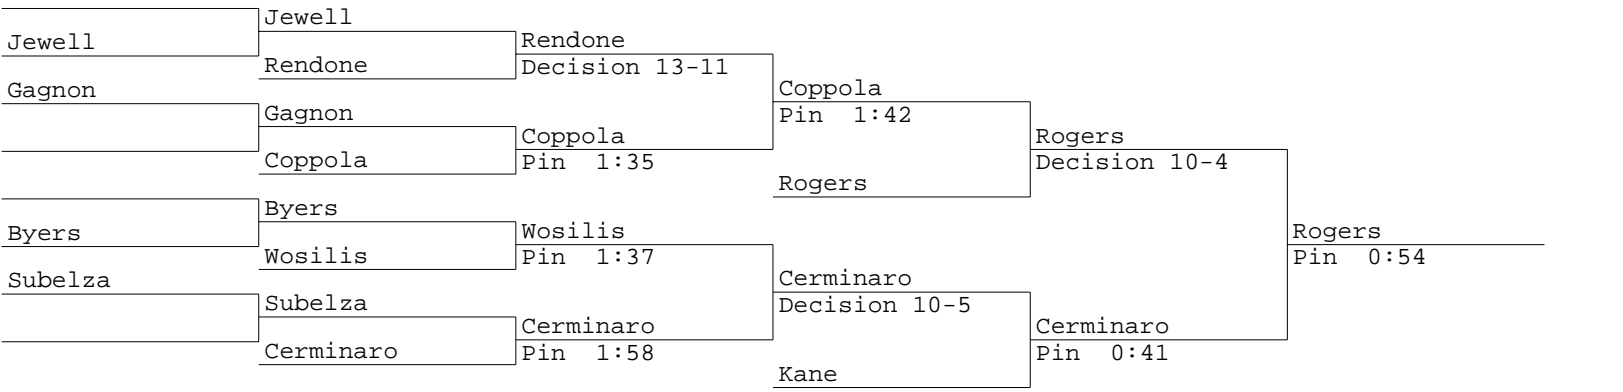 Jewell
Jewell
Rendone
Rendone
Decision 13-11
Gagnon
Gagnon
Coppola
Coppola
Pin  1:35
Coppola
Pin  1:42
Rogers
Rogers
Decision 10-4
Byers
Byers
Wosilis
Wosilis
Pin  1:37
Subelza
Subelza
Cerminaro
Cerminaro
Pin  1:58
Cerminaro
Decision 10-5
Kane
Cerminaro
Pin  0:41
Rogers
Pin  0:54